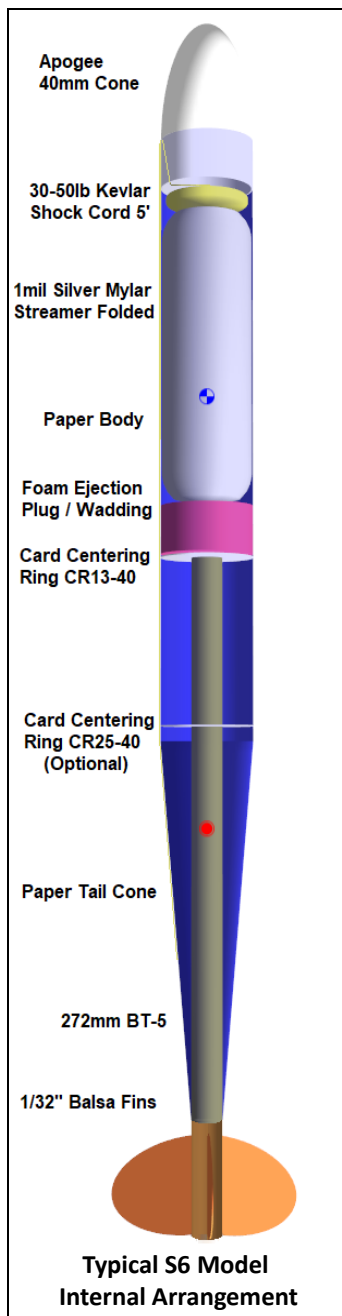 Apogee
40mm Cone
30-50lb Kevlar
Shock Cord 5'
1mil Silver Mylar
Streamer Folded
Paper Body
Foam Ejection
Plug / Wadding
Card Centering
Ring CR13-40
Card Centering
Ring CR25-40
(Optional)
Paper Tail Cone
272mm BT-5
1/32" Balsa Fins
Typical S6 Model
Internal Arrangement